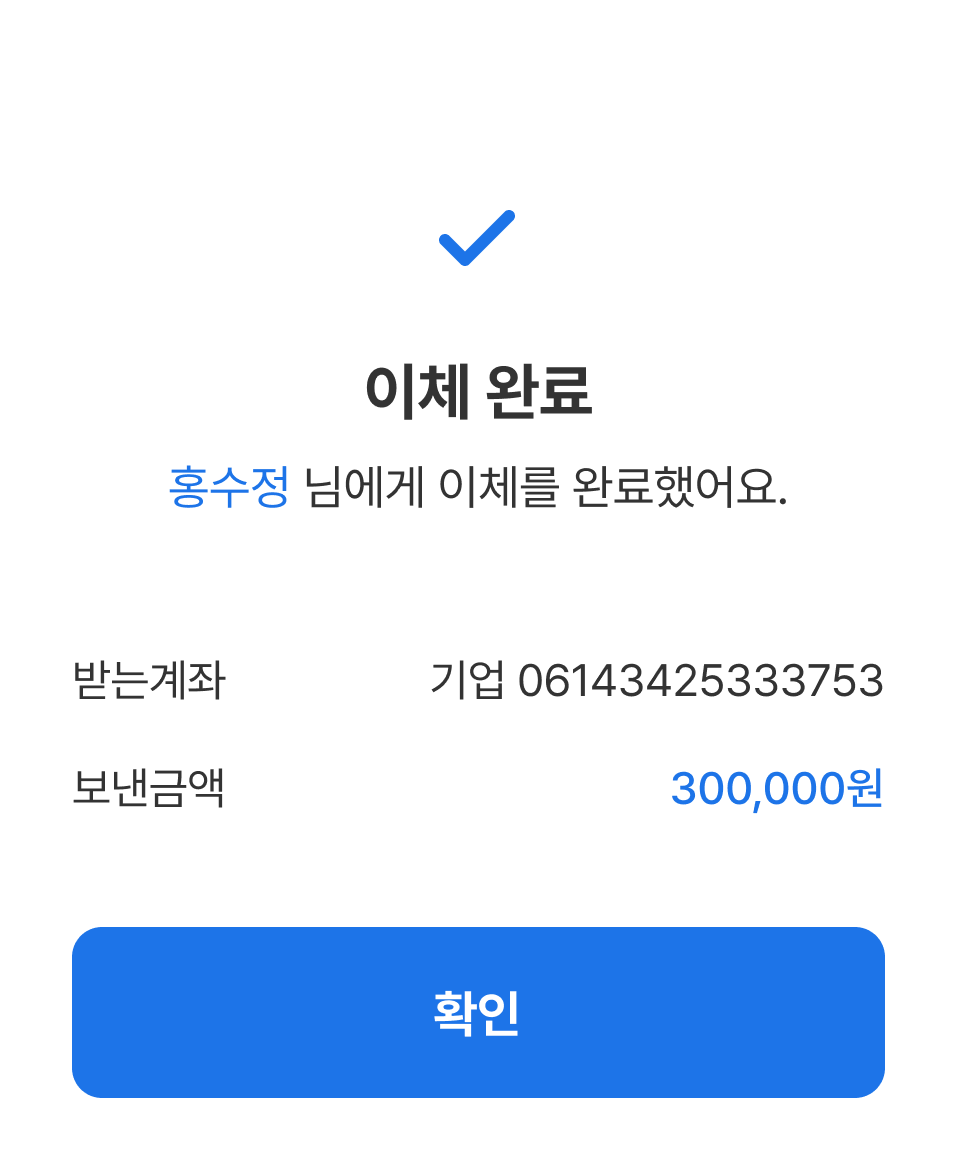 이체 완료
홍수정 님에게 이체를 완료했어요.
받는계좌 기업 06143425333753
보낸금액 300,000원
확인